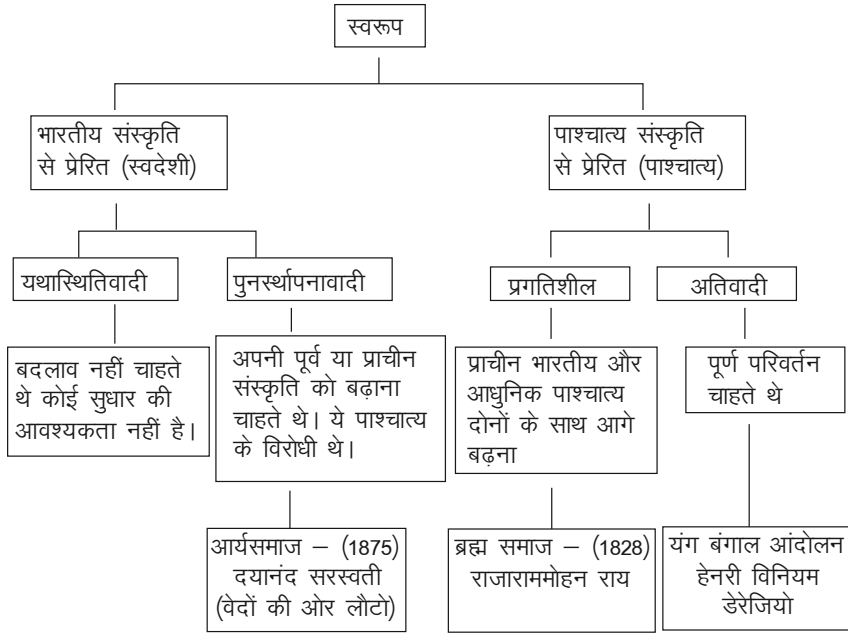 स्वरूप
भारतीय संस्कृति
से प्रेरित (स्वदेशी)
पाश्चात्य संस्कृति
से प्रेरित (पाश्चात्य)
यथास्थितिवादी
पुनर्स्थापनावादी
प्रगतिशील
अतिवादी
बदलाव नहीं चाहते
थे कोई सुधार की
आवश्यकता नहीं है।
अपनी पूर्व या प्राचीन
संस्कृति को बढ़ाना
चाहते थे। ये पाश्चात्य
के विरोधी थे।
प्राचीन भारतीय और
आधुनिक पाश्चात्य
दोनों के साथ आगे
बढ़ना
पूर्ण परिवर्तन
चाहते थे
आर्यसमाज – (1875)
दयानंद सरस्वती
(वेदों की ओर लौटो)
ब्रह्म समाज – (1828)
राजाराममोहन राय
यंग बंगाल आंदोलन
हेनरी विनियम
डेरेजियो